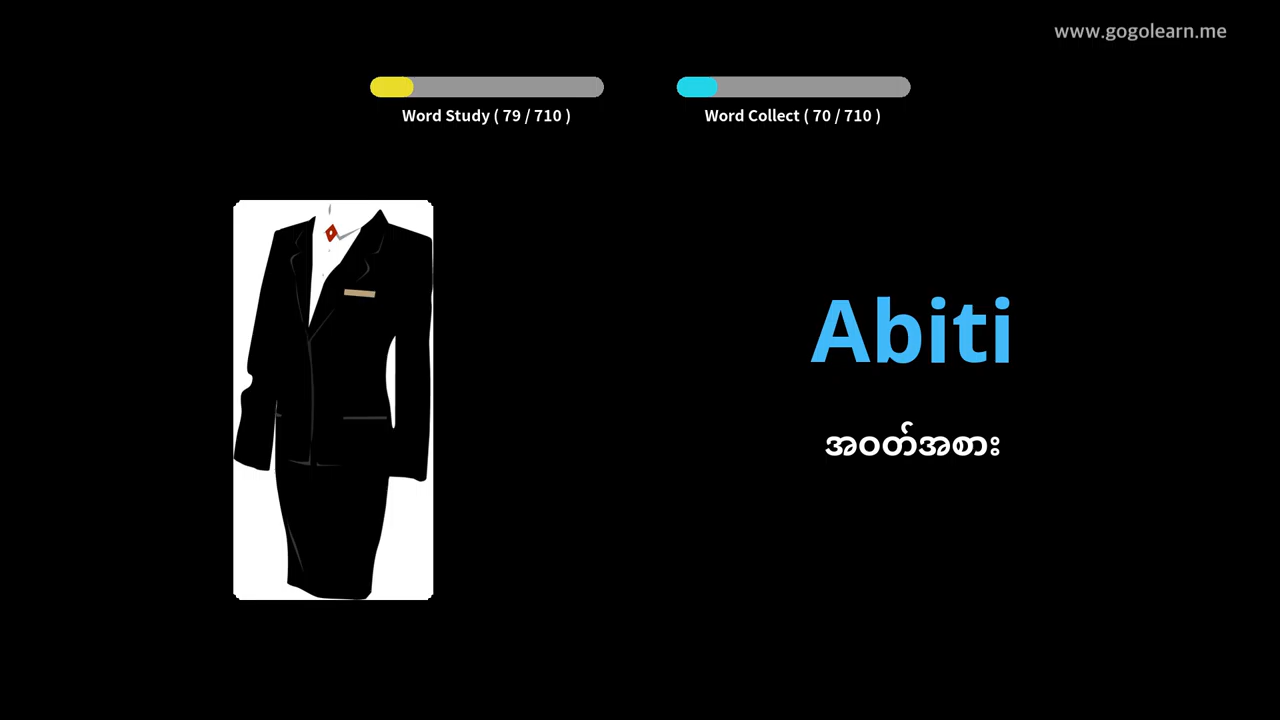 www.gogolearn.me
Word Study ( 79 / 710 )
Word Collect ( 70 / 710 )
Abiti
အဝတ်အစား